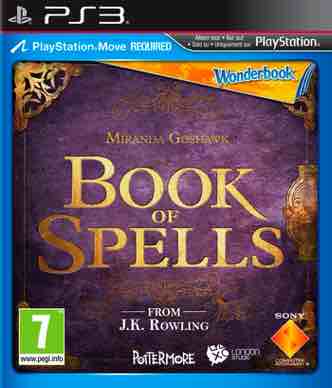 PS3
PlayStation®Move REQUIRED
Wonderbook
MIRANDA GOSHAWK
BOOK
OF
SPELLS
FROM
J.K. ROWLING
7
www.pegi.info
POTTERMORE
LONDON
STUDIO
SONY
PlayStation